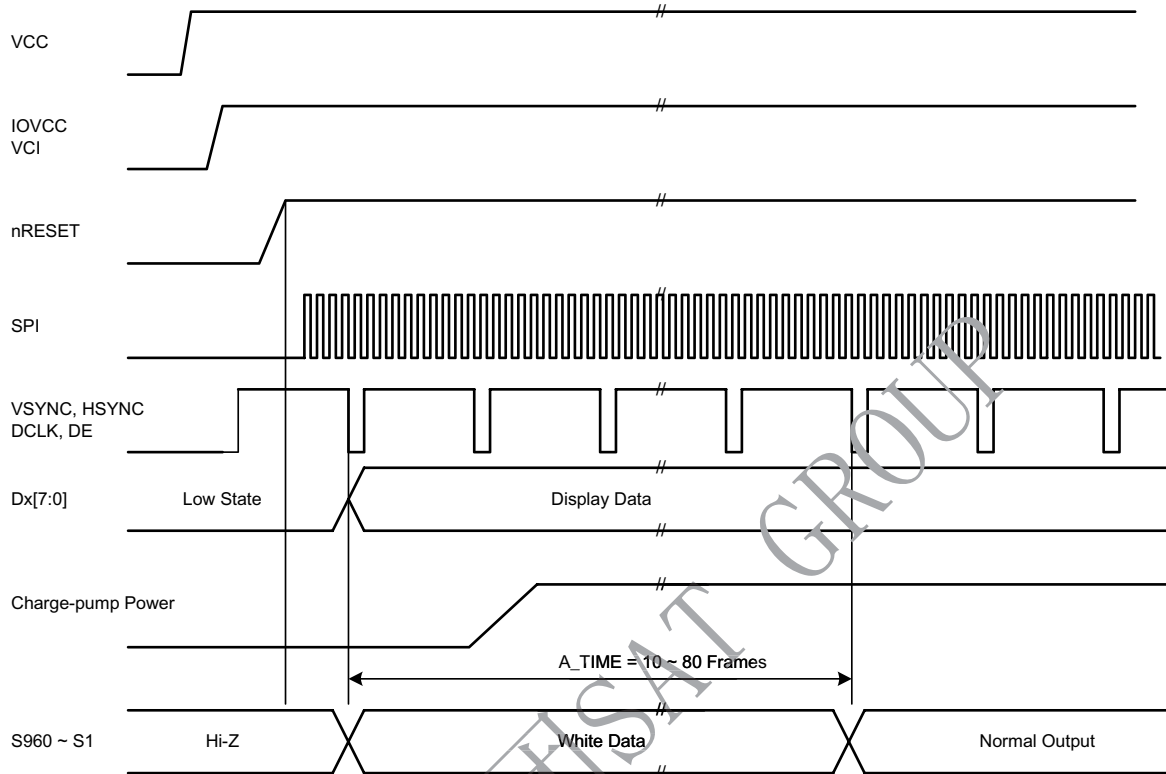 VCC
IOVCC
VCI
nRESET
SPI
VSYNC, HSYNC
DCLK, DE
Dx[7:0]
Low State
Display Data
Charge-pump Power
A_TIME = 10 ~ 80 Frames
S960 ~ S1
Hi-Z
White Data
Normal Output
HSAT GROUP